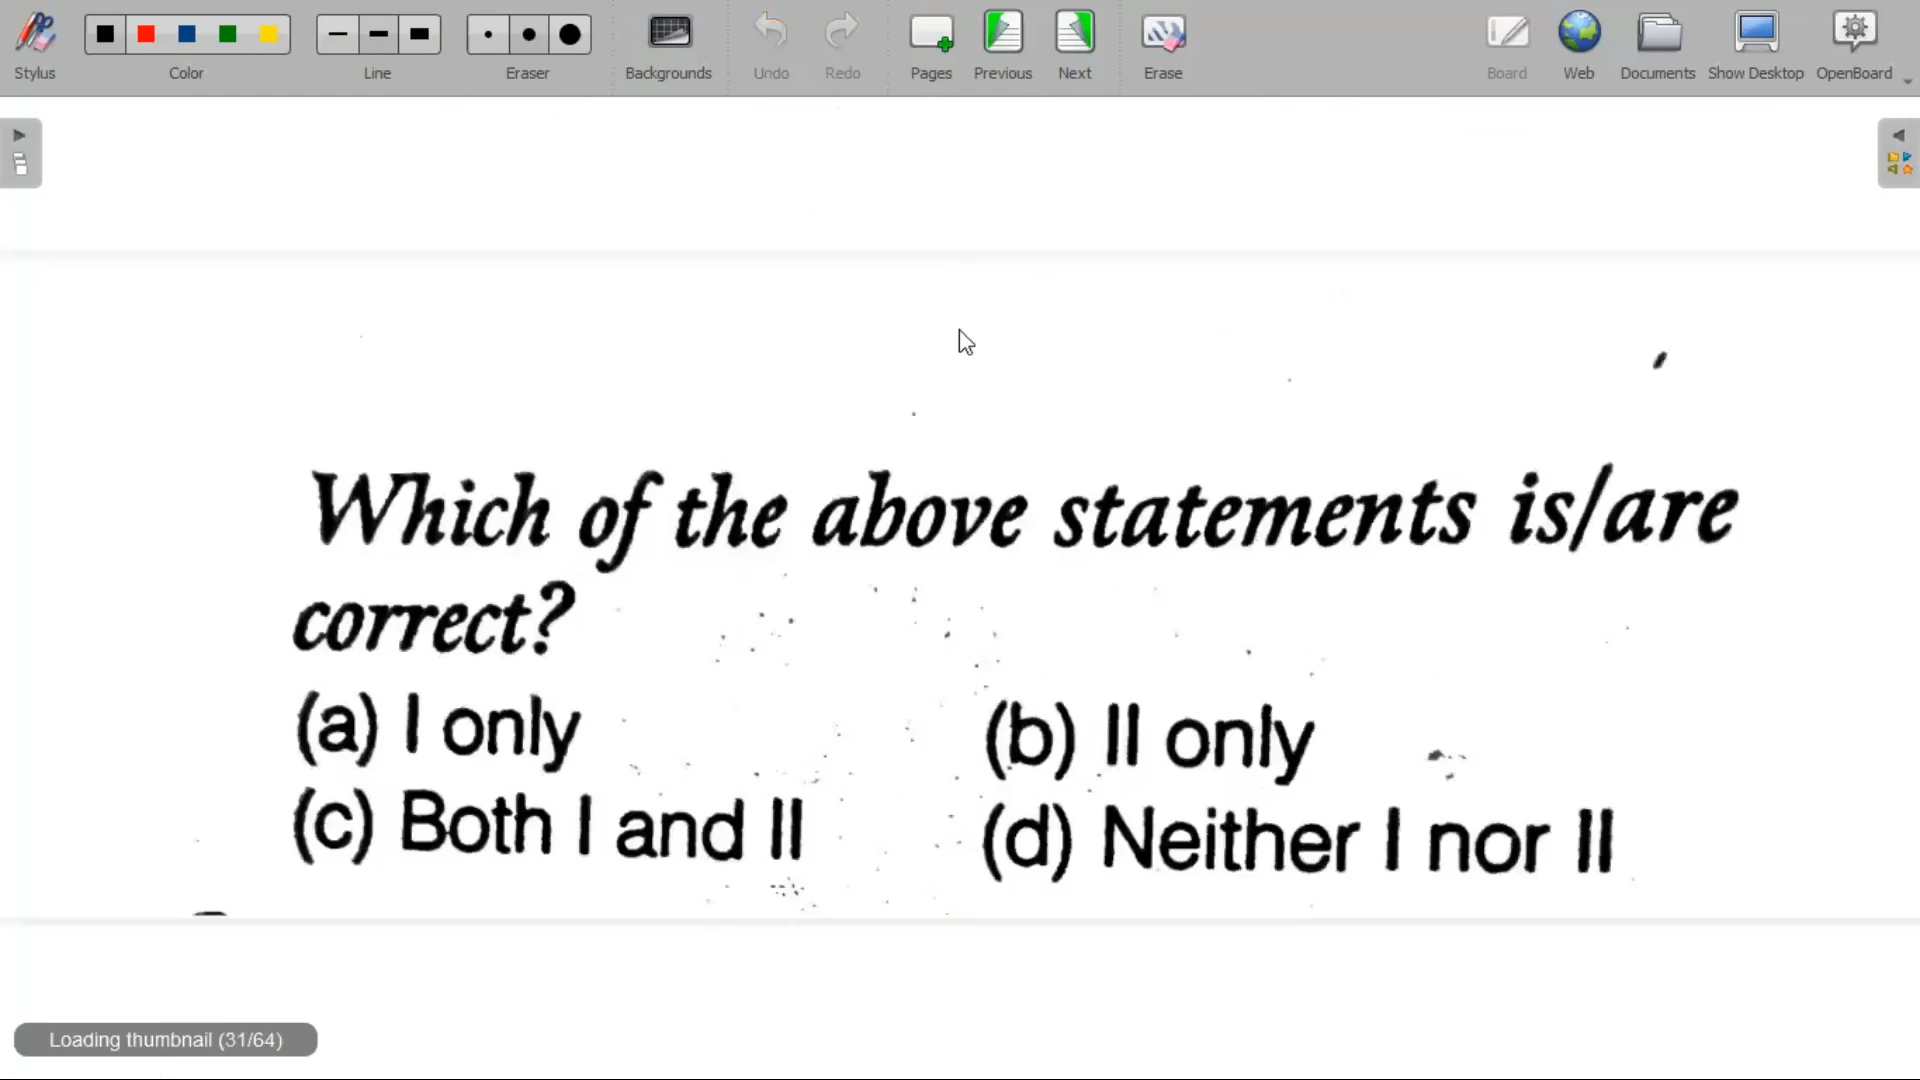 Stylus Color Line Eraser Backgrounds Undo Redo Pages Previous Next Erase Board Web Documents Show Desktop OpenBoard
Which of the above statements is/are
correct?
(a) I only (b) II only
(c) Both I and II (d) Neither I nor II
Loading thumbnail (31/64)